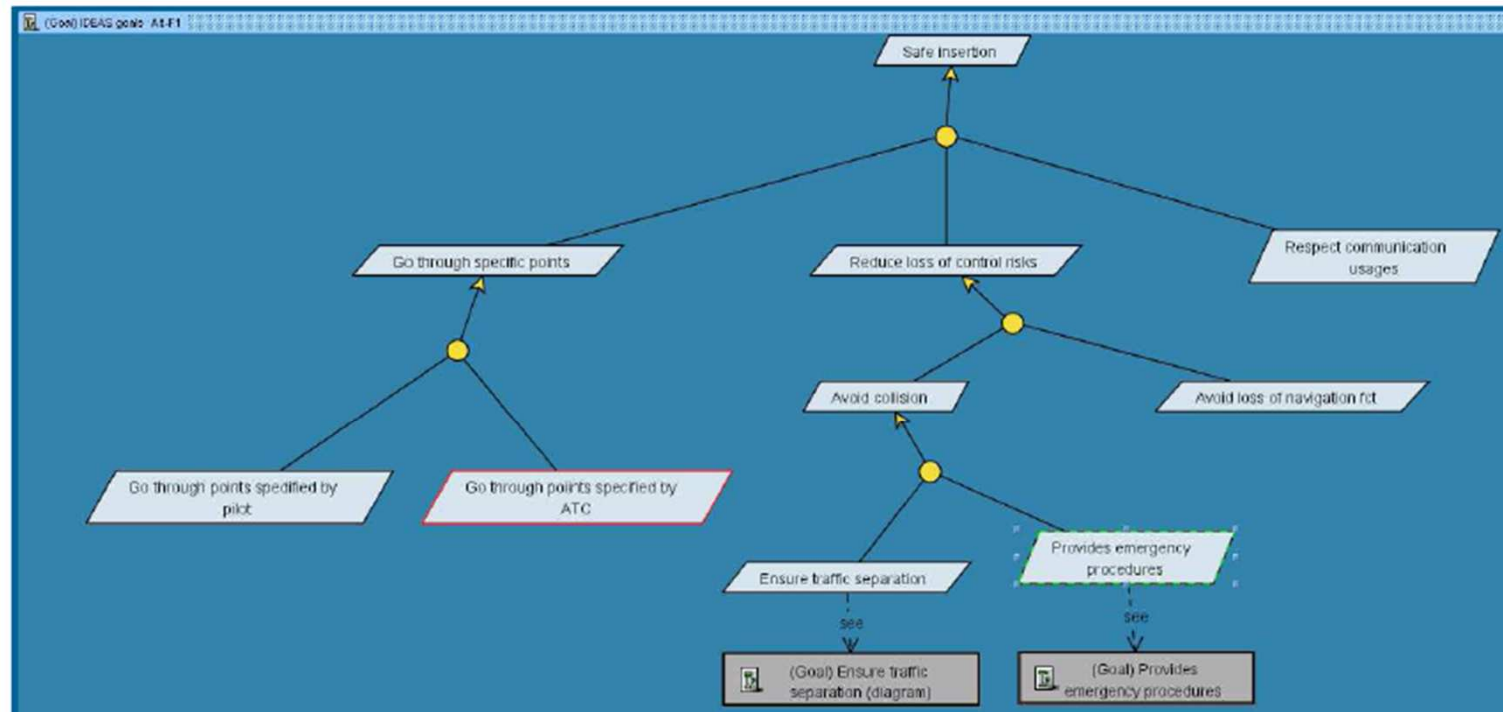 (Goal) IDEAS goals Alt-F1
Safe insertion
Go through specific points
Reduce loss of control risks
Respect communication
usages
Avoid collision
Avoid loss of navigation fct
Go through points spedified by
pilot
Go through points specified by
ATC
Provides emergency
procedures
Ensure traffic separation
see
see
(Goal) Ensure traffic
separation (diagram)
(Goal) Provides
emergency procedures